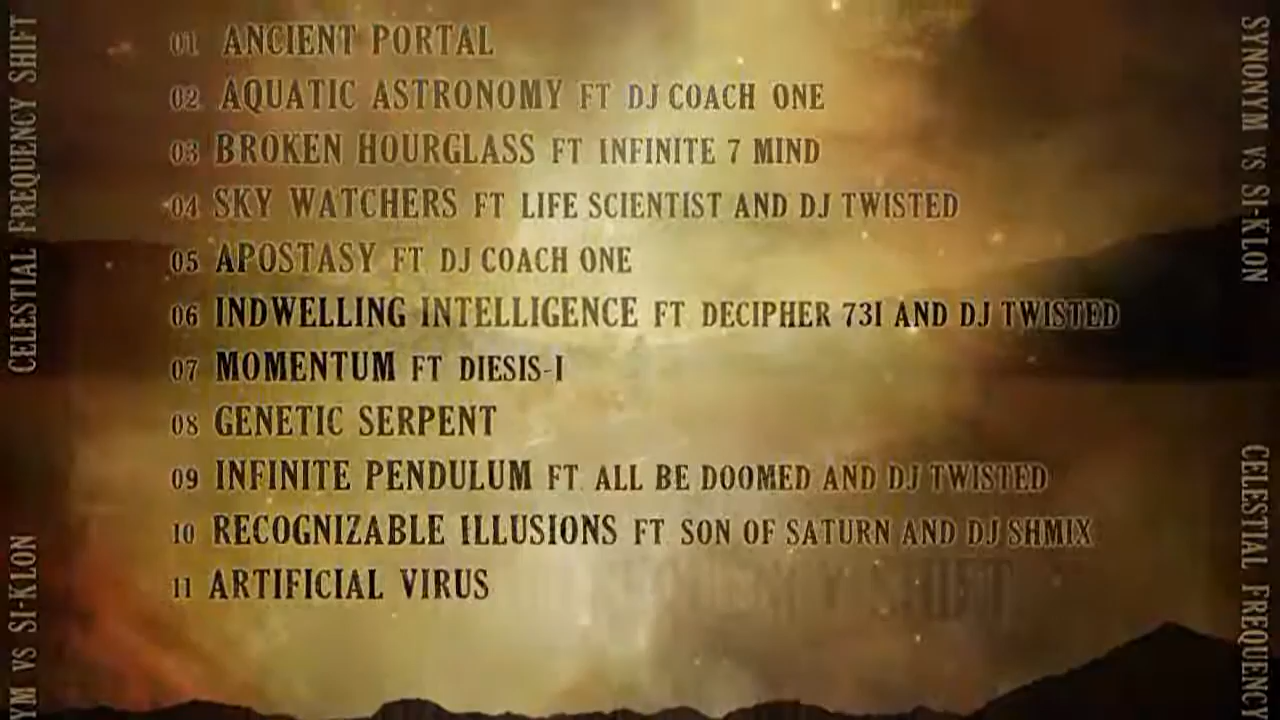 01 ANCIENT PORTAL
02 AQUATIC ASTRONOMY FT DJ COACH ONE
03 BROKEN HOURGLASS FT INFINITE 7 MIND
04 SKY WATCHERS FT LIFE SCIENTIST AND DJ TWISTED
05 APOSTASY FT DJ COACH ONE
06 INDWELLING INTELLIGENCE FT DECIPHER 731 AND DJ TWISTED
07 MOMENTUM FT DIESIS-I
08 GENETIC SERPENT
09 INFINITE PENDULUM FT ALL BE DOOMED AND DJ TWISTED
10 RECOGNIZABLE ILLUSIONS FT SON OF SATURN AND DJ SHMIX
11 ARTIFICIAL VIRUS
SHIFT
CELESTIAL FREQUENCY SHIFT
YM VS SI-KLON
SYNONYM VS SI-KLON
CELESTIAL FREQUENCY